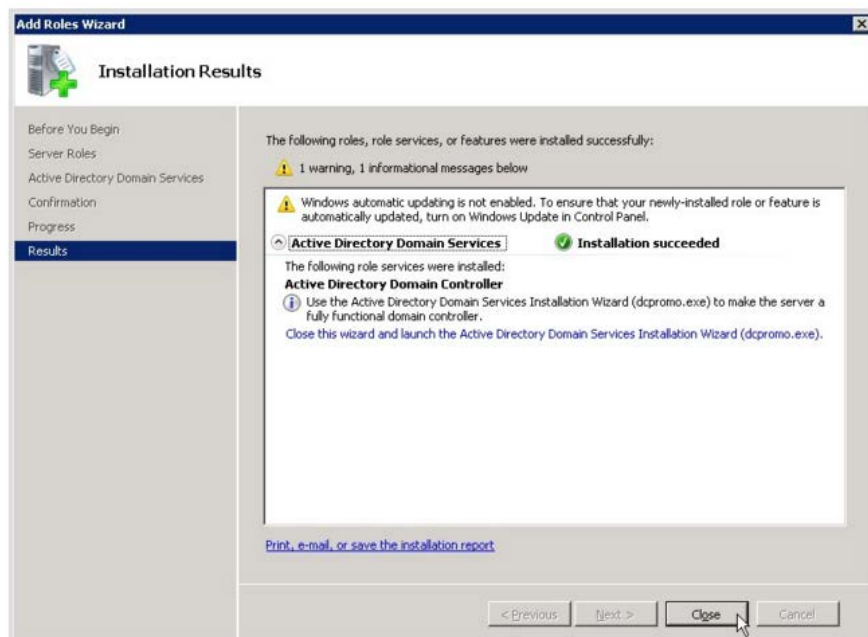 Add Roles Wizard
Installation Results
Before You Begin
Server Roles
Active Directory Domain Services
Confirmation
Progress
Results
The following roles, role services, or features were installed successfully:
1 warning, 1 informational messages below
Windows automatic updating is not enabled. To ensure that your newly-installed role or feature is
automatically updated, turn on Windows Update in Control Panel.
Active Directory Domain Services Installation succeeded
The following role services were installed:
Active Directory Domain Controller
Use the Active Directory Domain Services Installation Wizard (dcpromo.exe) to make the server a
fully functional domain controller.
Close this wizard and launch the Active Directory Domain Services Installation Wizard (dcpromo.exe).
Print, e-mail, or save the installation report
< Previous Next > Close Cancel